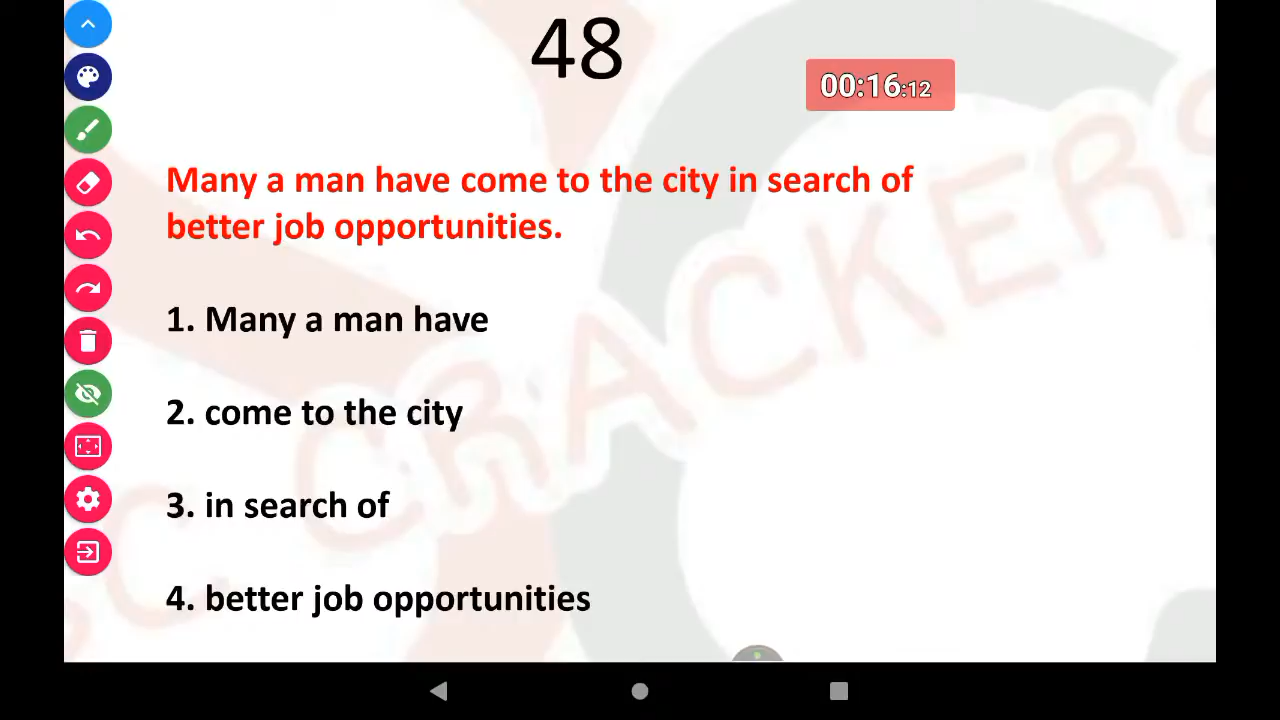 48
00:16:12
Many a man have come to the city in search of
better job opportunities.
1. Many a man have
2. come to the city
3. in search of
4. better job opportunities
C. CRACKERS